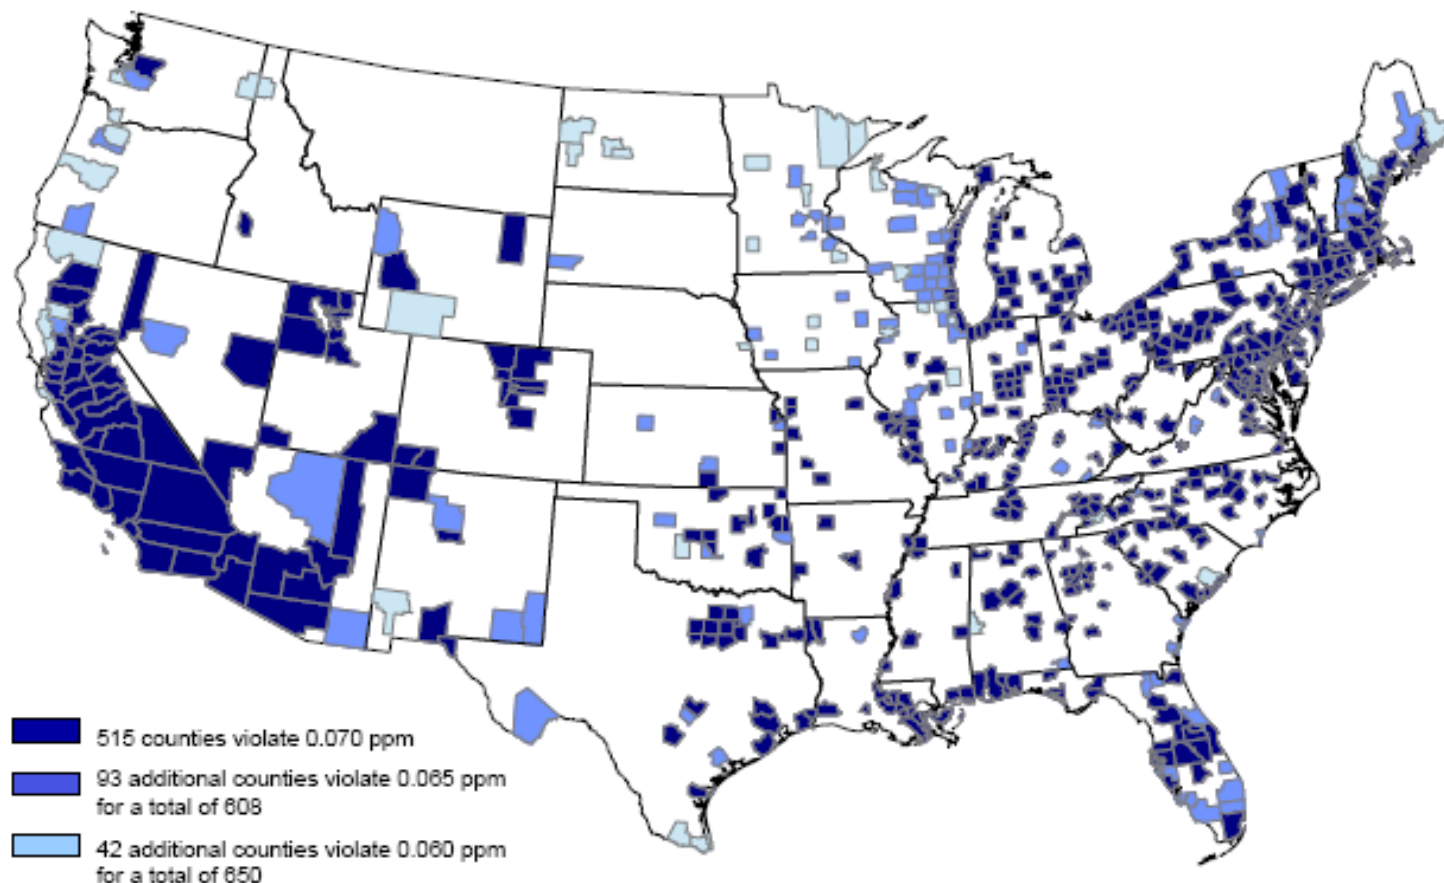 515 counties violate 0.070 ppm
93 additional counties violate 0.065 ppm
for a total of 608
42 additional counties violate 0.060 ppm
for a total of 650